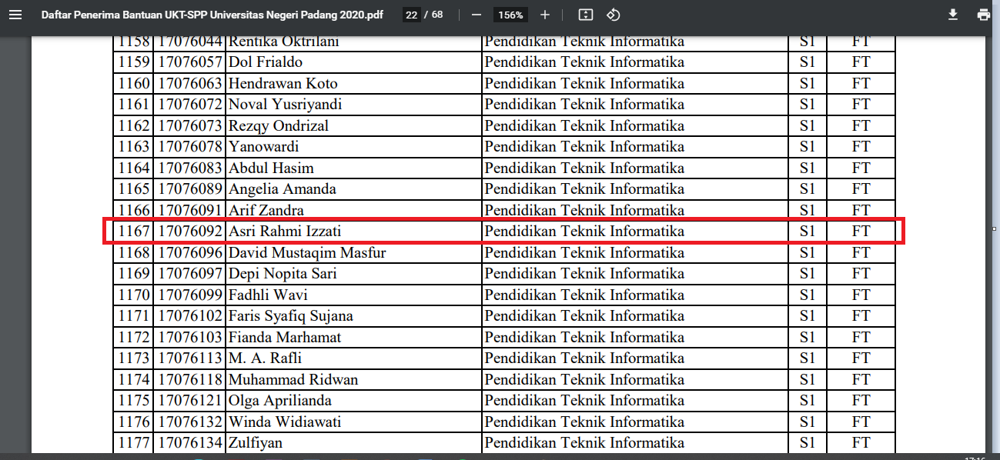 Daftar Penerima Bantuan UKT-SPP Universitas Negeri Padang 2020.pdf 22 / 68 156%
1158 17076044 Rentika Oktrilani Pendidikan Teknik Informatika S1 FT
1159 17076057 Dol Frialdo Pendidikan Teknik Informatika S1 FT
1160 17076063 Hendrawan Koto Pendidikan Teknik Informatika S1 FT
1161 17076072 Noval Yusriyandi Pendidikan Teknik Informatika S1 FT
1162 17076073 Rezqy Ondrizal Pendidikan Teknik Informatika S1 FT
1163 17076078 Yanowardi Pendidikan Teknik Informatika S1 FT
1164 17076083 Abdul Hasim Pendidikan Teknik Informatika S1 FT
1165 17076089 Angelia Amanda Pendidikan Teknik Informatika S1 FT
1166 17076091 Arif Zandra Pendidikan Teknik Informatika S1 FT
1167 17076092 Asri Rahmi Izzati Pendidikan Teknik Informatika S1 FT
1168 17076096 David Mustaqim Masfur Pendidikan Teknik Informatika S1 FT
1169 17076097 Depi Nopita Sari Pendidikan Teknik Informatika S1 FT
1170 17076099 Fadhli Wavi Pendidikan Teknik Informatika S1 FT
1171 17076102 Faris Syafiq Sujana Pendidikan Teknik Informatika S1 FT
1172 17076103 Fianda Marhamat Pendidikan Teknik Informatika S1 FT
1173 17076113 M. A. Rafli Pendidikan Teknik Informatika S1 FT
1174 17076118 Muhammad Ridwan Pendidikan Teknik Informatika S1 FT
1175 17076121 Olga Aprilianda Pendidikan Teknik Informatika S1 FT
1176 17076132 Winda Widiawati Pendidikan Teknik Informatika S1 FT
1177 17076134 Zulfiyan Pendidikan Teknik Informatika S1 FT